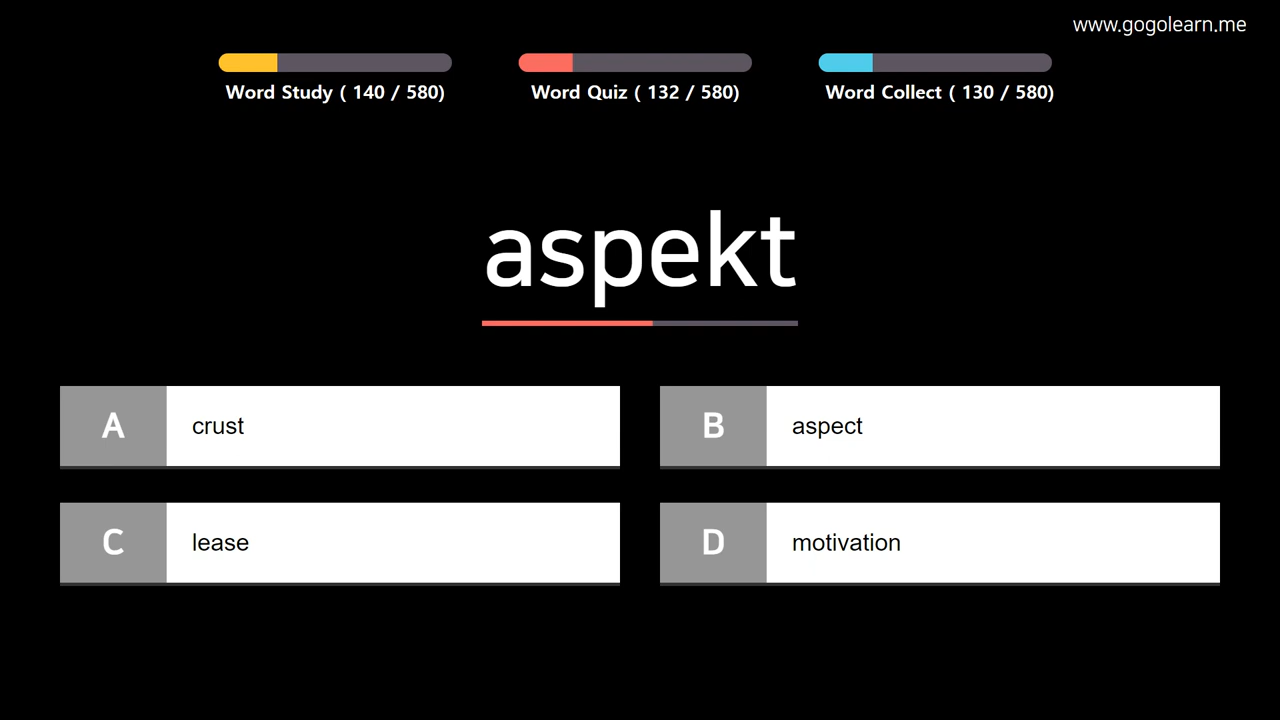 www.gogolearn.me
Word Study ( 140 / 580)
Word Quiz ( 132 / 580)
Word Collect ( 130 / 580)
aspekt
A crust
B aspect
C lease
D motivation